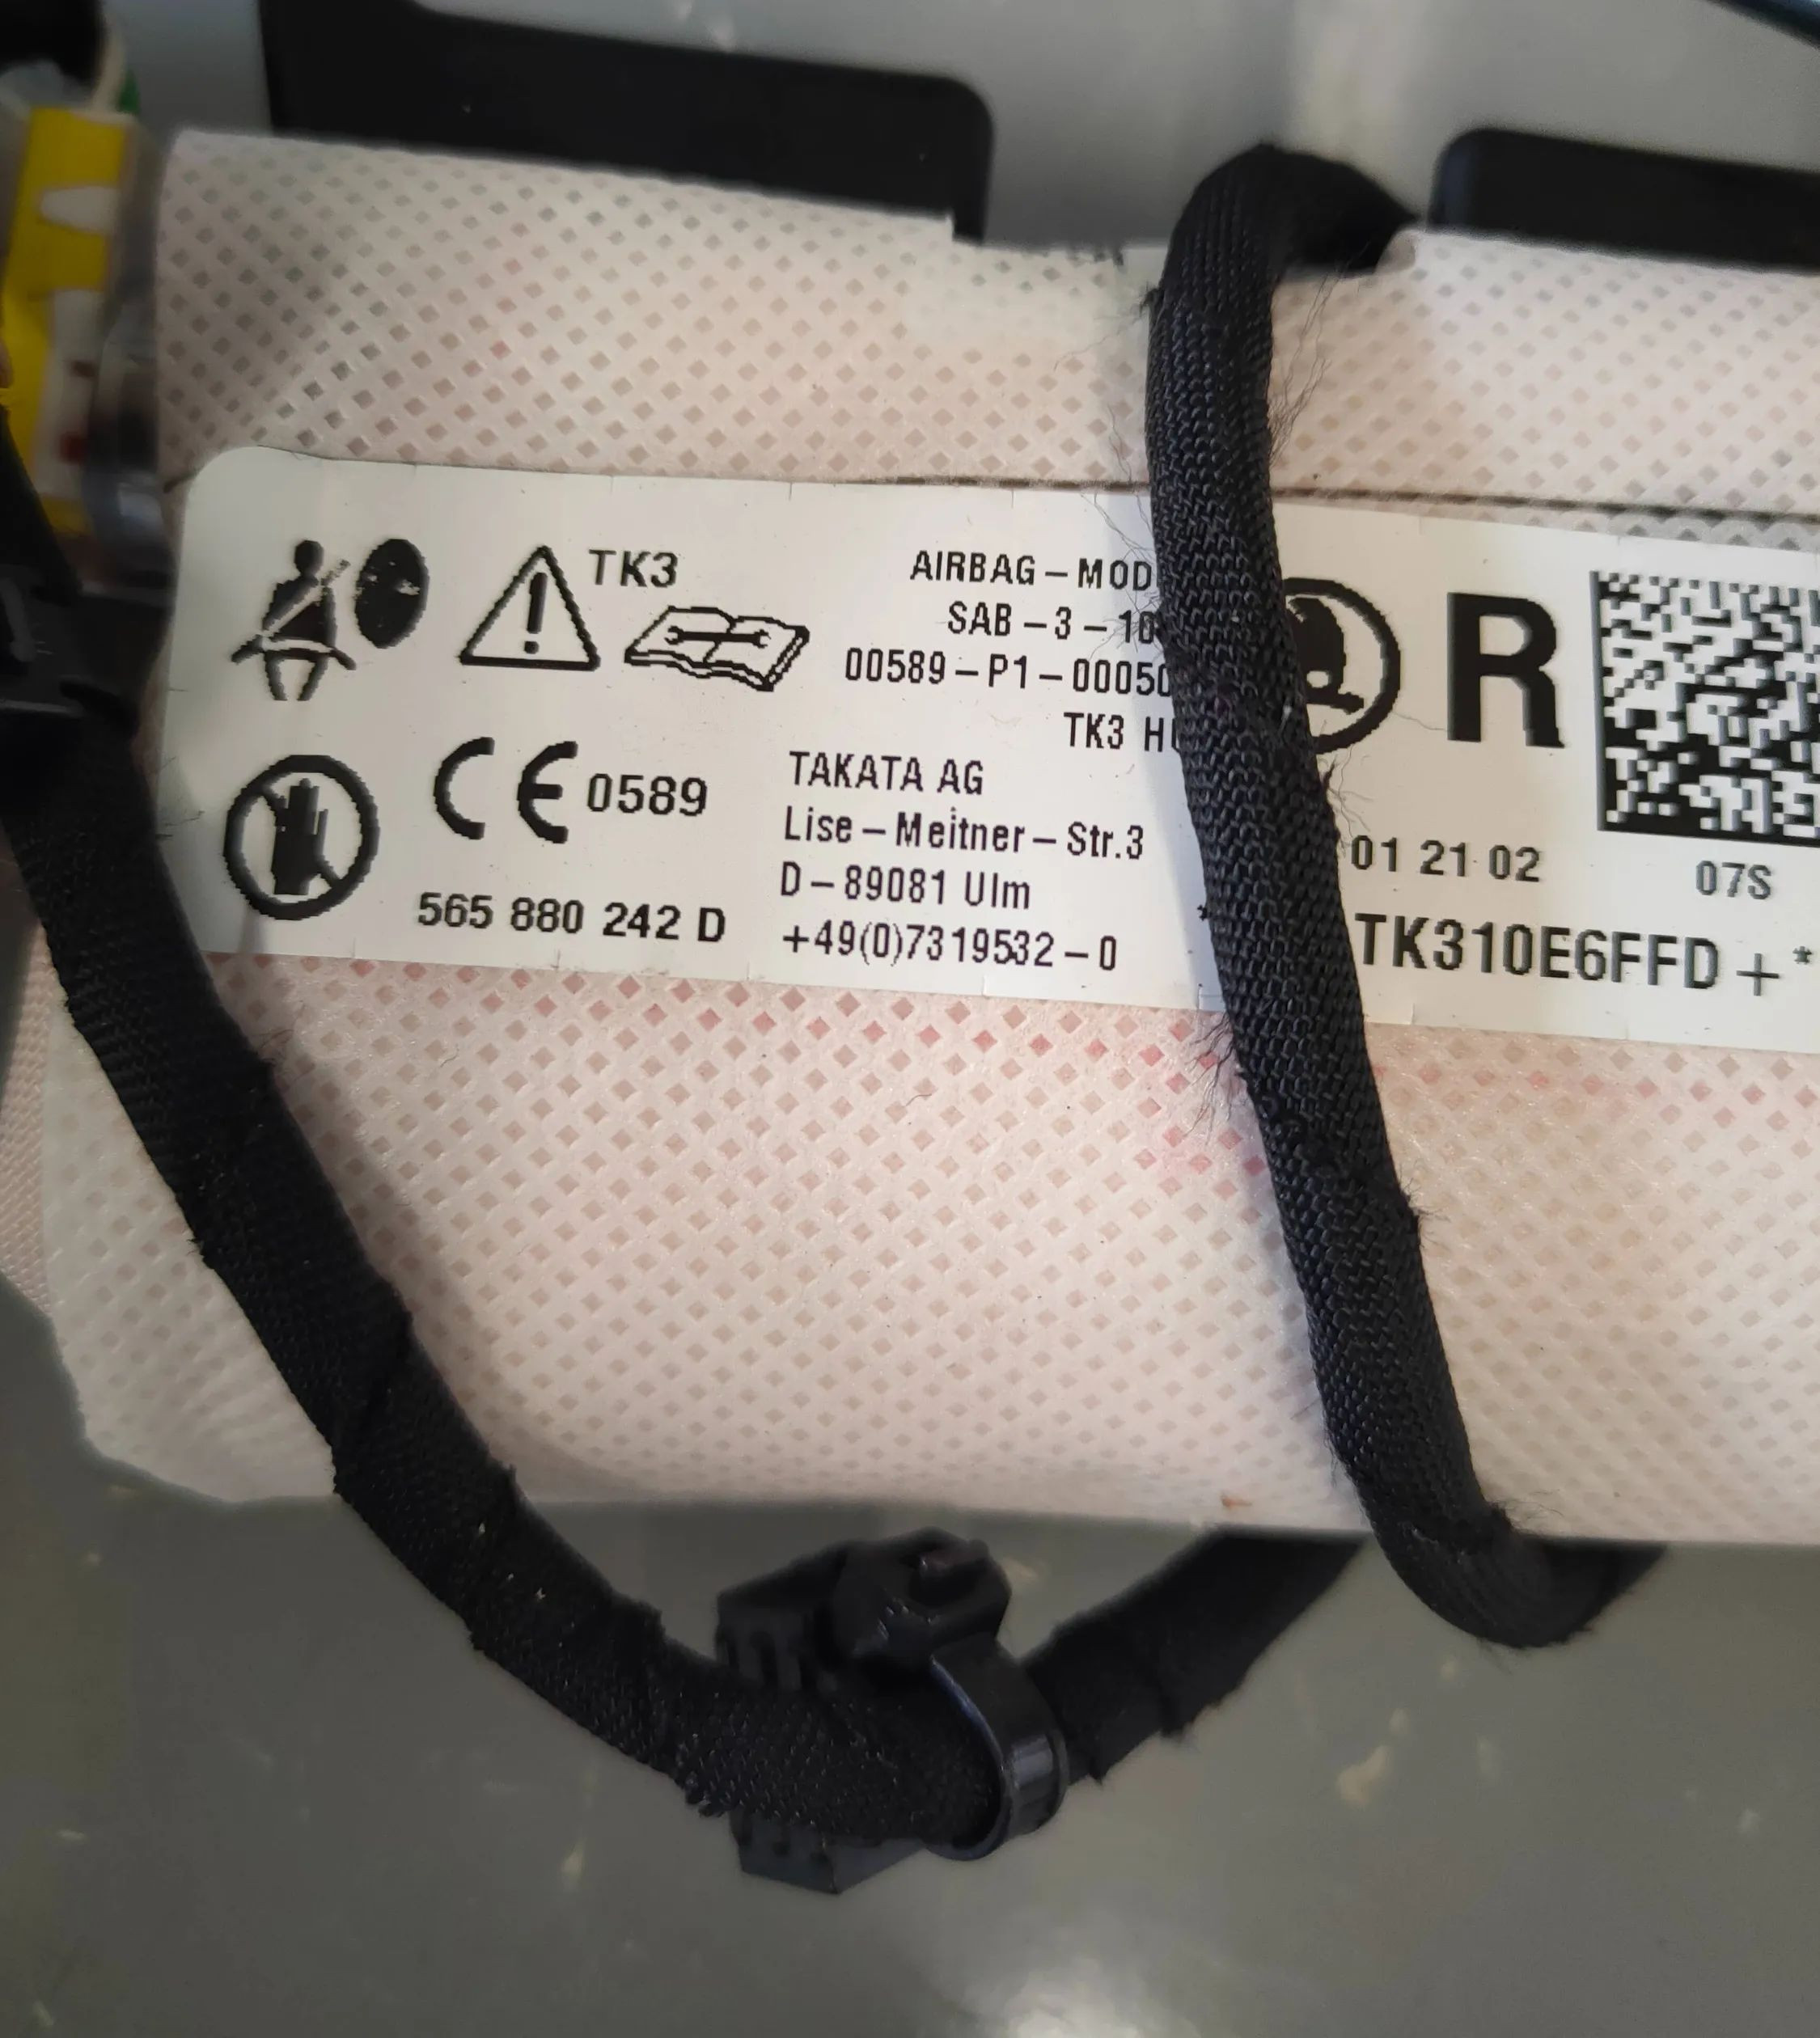 TK3
AIRBAG – MOD
SAB – 3 – 10
00589 – P1 – 00050
TK3 H
R
CE 0589
TAKATA AG
Lise – Meitner – Str.3
D – 89081 Ulm
+49(0)7319532 – 0
565 880 242 D
01 21 02
07S
*
TK310E6FFD + *